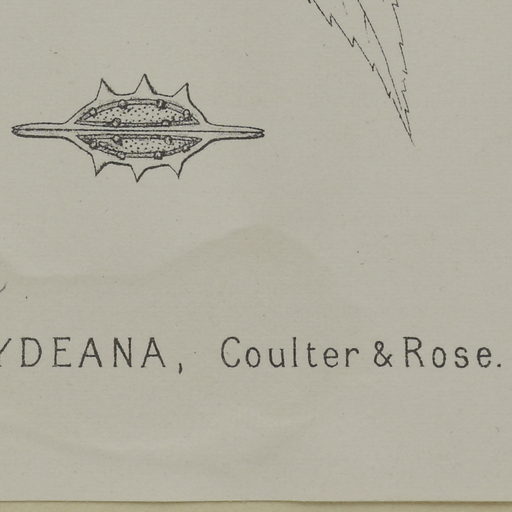 YDEANA, Coulter & Rose.